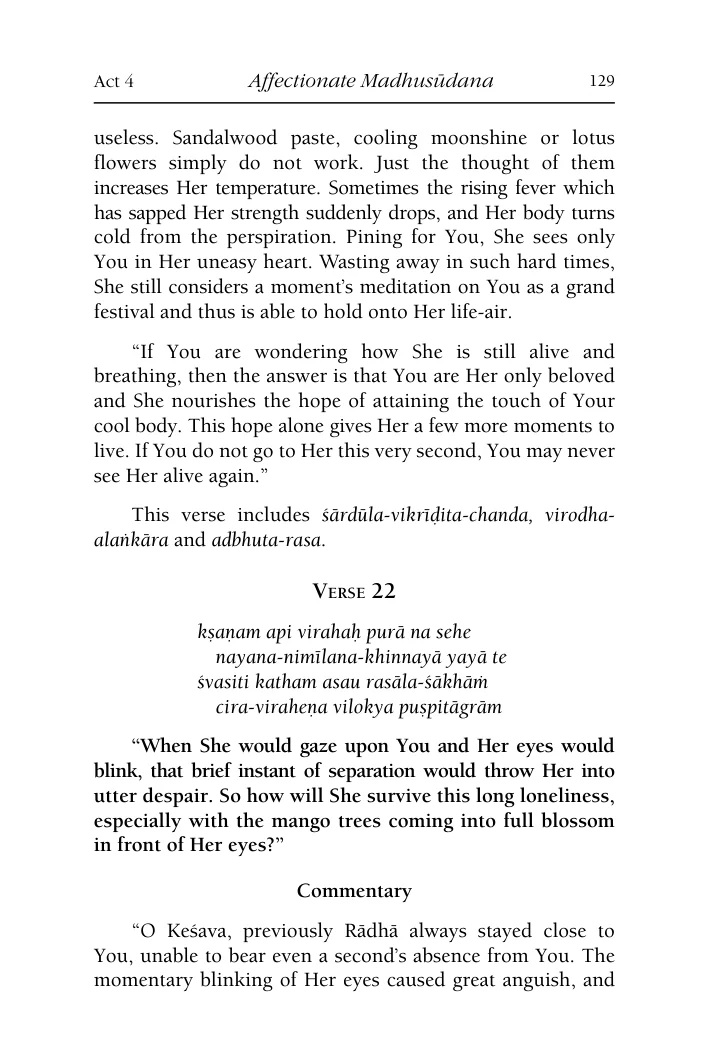 Act 4 Affectionate Madhusūdana 129
useless. Sandalwood paste, cooling moonshine or lotus
flowers simply do not work. Just the thought of them
increases Her temperature. Sometimes the rising fever which
has sapped Her strength suddenly drops, and Her body turns
cold from the perspiration. Pining for You, She sees only
You in Her uneasy heart. Wasting away in such hard times,
She still considers a moment’s meditation on You as a grand
festival and thus is able to hold onto Her life-air.
“If You are wondering how She is still alive and
breathing, then the answer is that You are Her only beloved
and She nourishes the hope of attaining the touch of Your
cool body. This hope alone gives Her a few more moments to
live. If You do not go to Her this very second, You may never
see Her alive again.”
This verse includes śārdūla-vikrīḍita-chanda, virodha-
alaṅkāra and adbhuta-rasa.
Verse 22
kṣaṇam api virahaḥ purā na sehe
nayana-nimīlana-khinnayā yayā te
śvasiti katham asau rasāla-śākhāṁ
cira-viraheṇa vilokya puṣpitāgrām
“When She would gaze upon You and Her eyes would
blink, that brief instant of separation would throw Her into
utter despair. So how will She survive this long loneliness,
especially with the mango trees coming into full blossom
in front of Her eyes?”
Commentary
“O Keśava, previously Rādhā always stayed close to
You, unable to bear even a second’s absence from You. The
momentary blinking of Her eyes caused great anguish, and